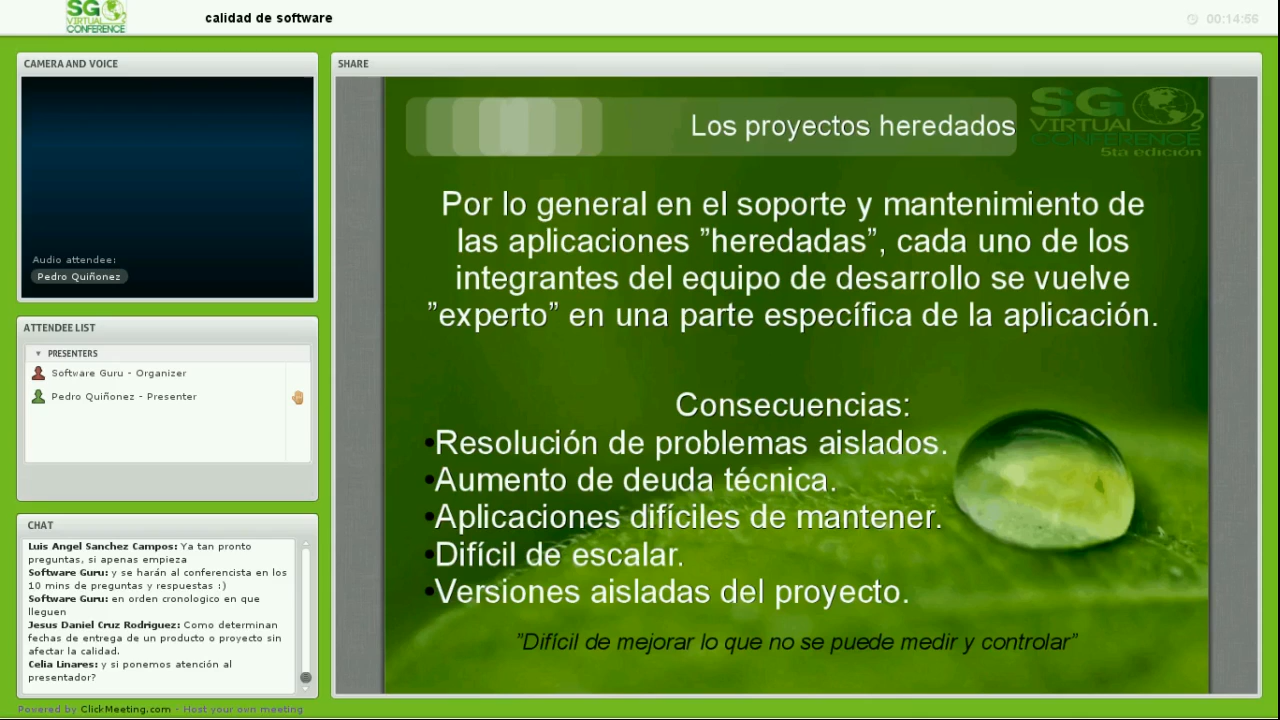 SG
VIRTUAL
CONFERENCE
calidad de software
00:14:56
CAMERA AND VOICE
Audio attendee:
Pedro Quiñonez
ATTENDEE LIST
PRESENTERS
Software Guru - Organizer
Pedro Quiñonez - Presenter
CHAT
Luis Angel Sanchez Campos: Ya tan pronto
preguntas, si apenas empieza
Software Guru: y se harán al conferencista en los
10 mins de preguntas y respuestas :)
Software Guru: en orden cronologico en que
lleguen
Jesus Daniel Cruz Rodriguez: Como determinan
fechas de entrega de un producto o proyecto sin
afectar la calidad.
Celia Linares: y si ponemos atención al
presentador?
Powered by ClickMeeting.com - Host your own meeting
SHARE
Los proyectos heredados
SG
VIRTUAL
CONFERENCE
5ta edición
Por lo general en el soporte y mantenimiento de
las aplicaciones ”heredadas”, cada uno de los
integrantes del equipo de desarrollo se vuelve
”experto” en una parte específica de la aplicación.
Consecuencias:
•Resolución de problemas aislados.
•Aumento de deuda técnica.
•Aplicaciones difíciles de mantener.
•Difícil de escalar.
•Versiones aisladas del proyecto.
”Difícil de mejorar lo que no se puede medir y controlar”